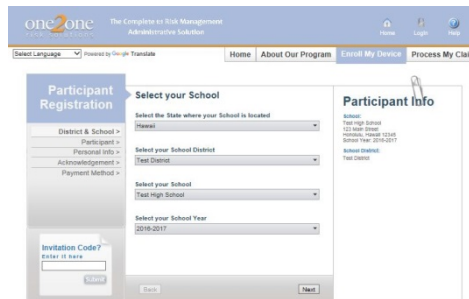 one2one
The Complete 1:1 Risk Management
Administrative Solution
Home
Login
Help
Select Language
Powered by Google Translate
Home
About Our Program
Enroll My Device
Process My Clai
Participant
Registration
District & School >
Participant >
Personal Info >
Acknowledgement >
Payment Method >
Invitation Code?
Enter it here
Submit
Select your School
Select the State where your School is located
Hawaii
Select your School District
Test District
Select your School
Test High School
Select your School Year
2016-2017
Back
Next
Participant Info
School:
Test High School
123 Main Street
Honolulu, Hawaii 12345
School Year: 2016-2017
School District:
Test District